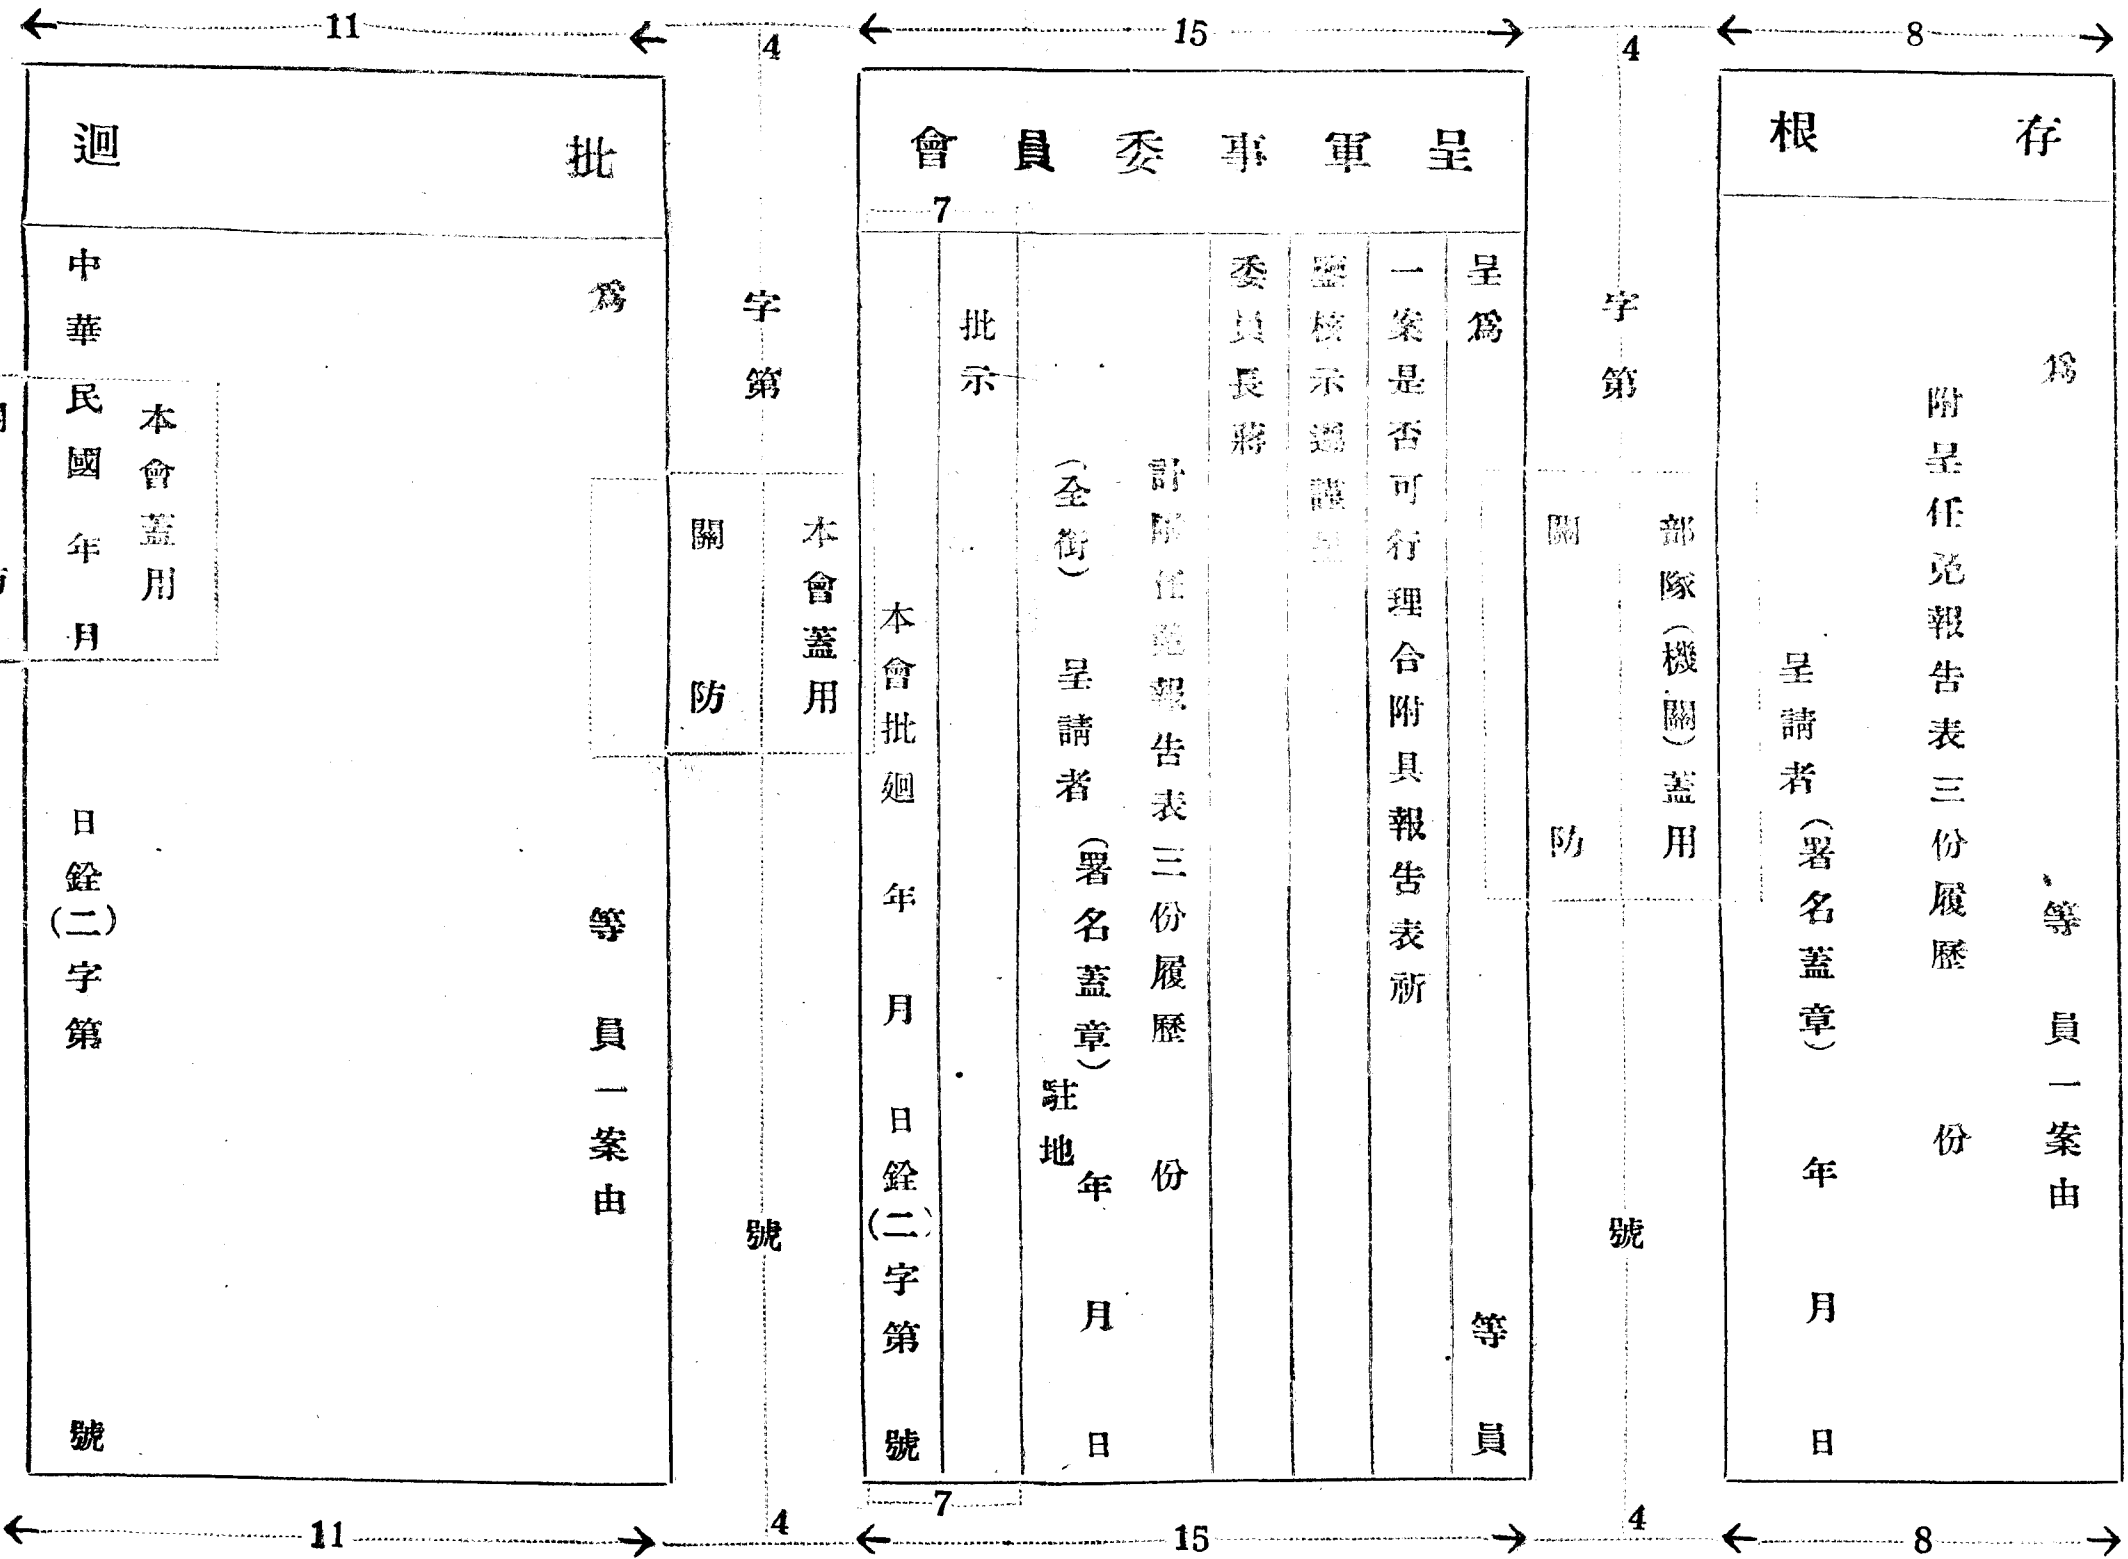 8
存根
爲 等員一案由
附呈任免報告表三份履歷 份
呈請者(署名蓋章) 年 月 日
8
4
字第 號
部隊(機關)蓋用
關防
4
15
呈軍事委員會
呈爲 等員
一案是否可行理合附具報告表祈
鑒核示遵謹呈
委員長蔣
計附任免報告表三份履歷 份
(全銜) 呈請者(署名蓋章) 年 月 日
駐地
7
批示
本會批迴 年 月 日銓(二)字第 號
7
15
4
字第 號
本會蓋用
關防
4
11
批迴
爲 等員一案由
本會蓋用
中華民國 年 月 日銓(二)字第 號
11